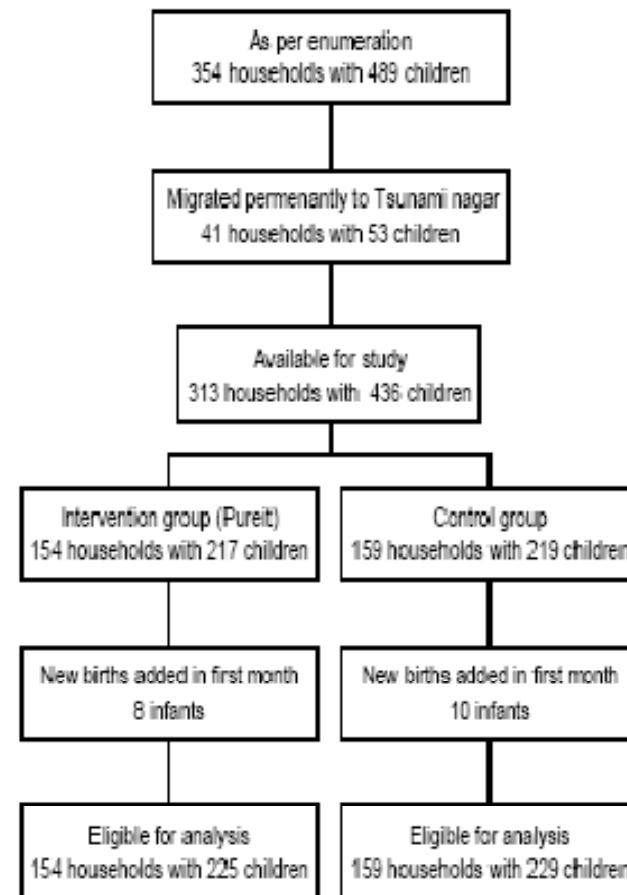 As per enumeration
354 households with 489 children
Migrated permenantly to Tsunami nagar
41 households with 53 children
Available for study
313 households with 436 children
Intervention group (Pureit)
154 households with 217 children
Control group
159 households with 219 children
New births added in first month
8 infants
New births added in first month
10 infants
Eligible for analysis
154 households with 225 children
Eligible for analysis
159 households with 229 children